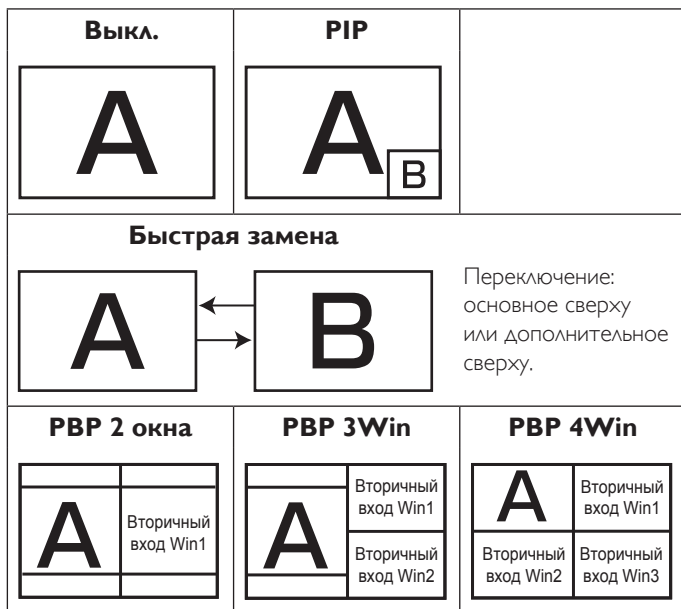 Выкл.
PIP
A
A
B
Быстрая замена
A
B
Переключение:
основное сверху
или дополнительное
сверху.
PBP 2 окна
PBP 3Win
PBP 4Win
A
Вторичный
вход Win1
A
Вторичный
вход Win1
Вторичный
вход Win2
A
Вторичный
вход Win1
Вторичный
вход Win2
Вторичный
вход Win3